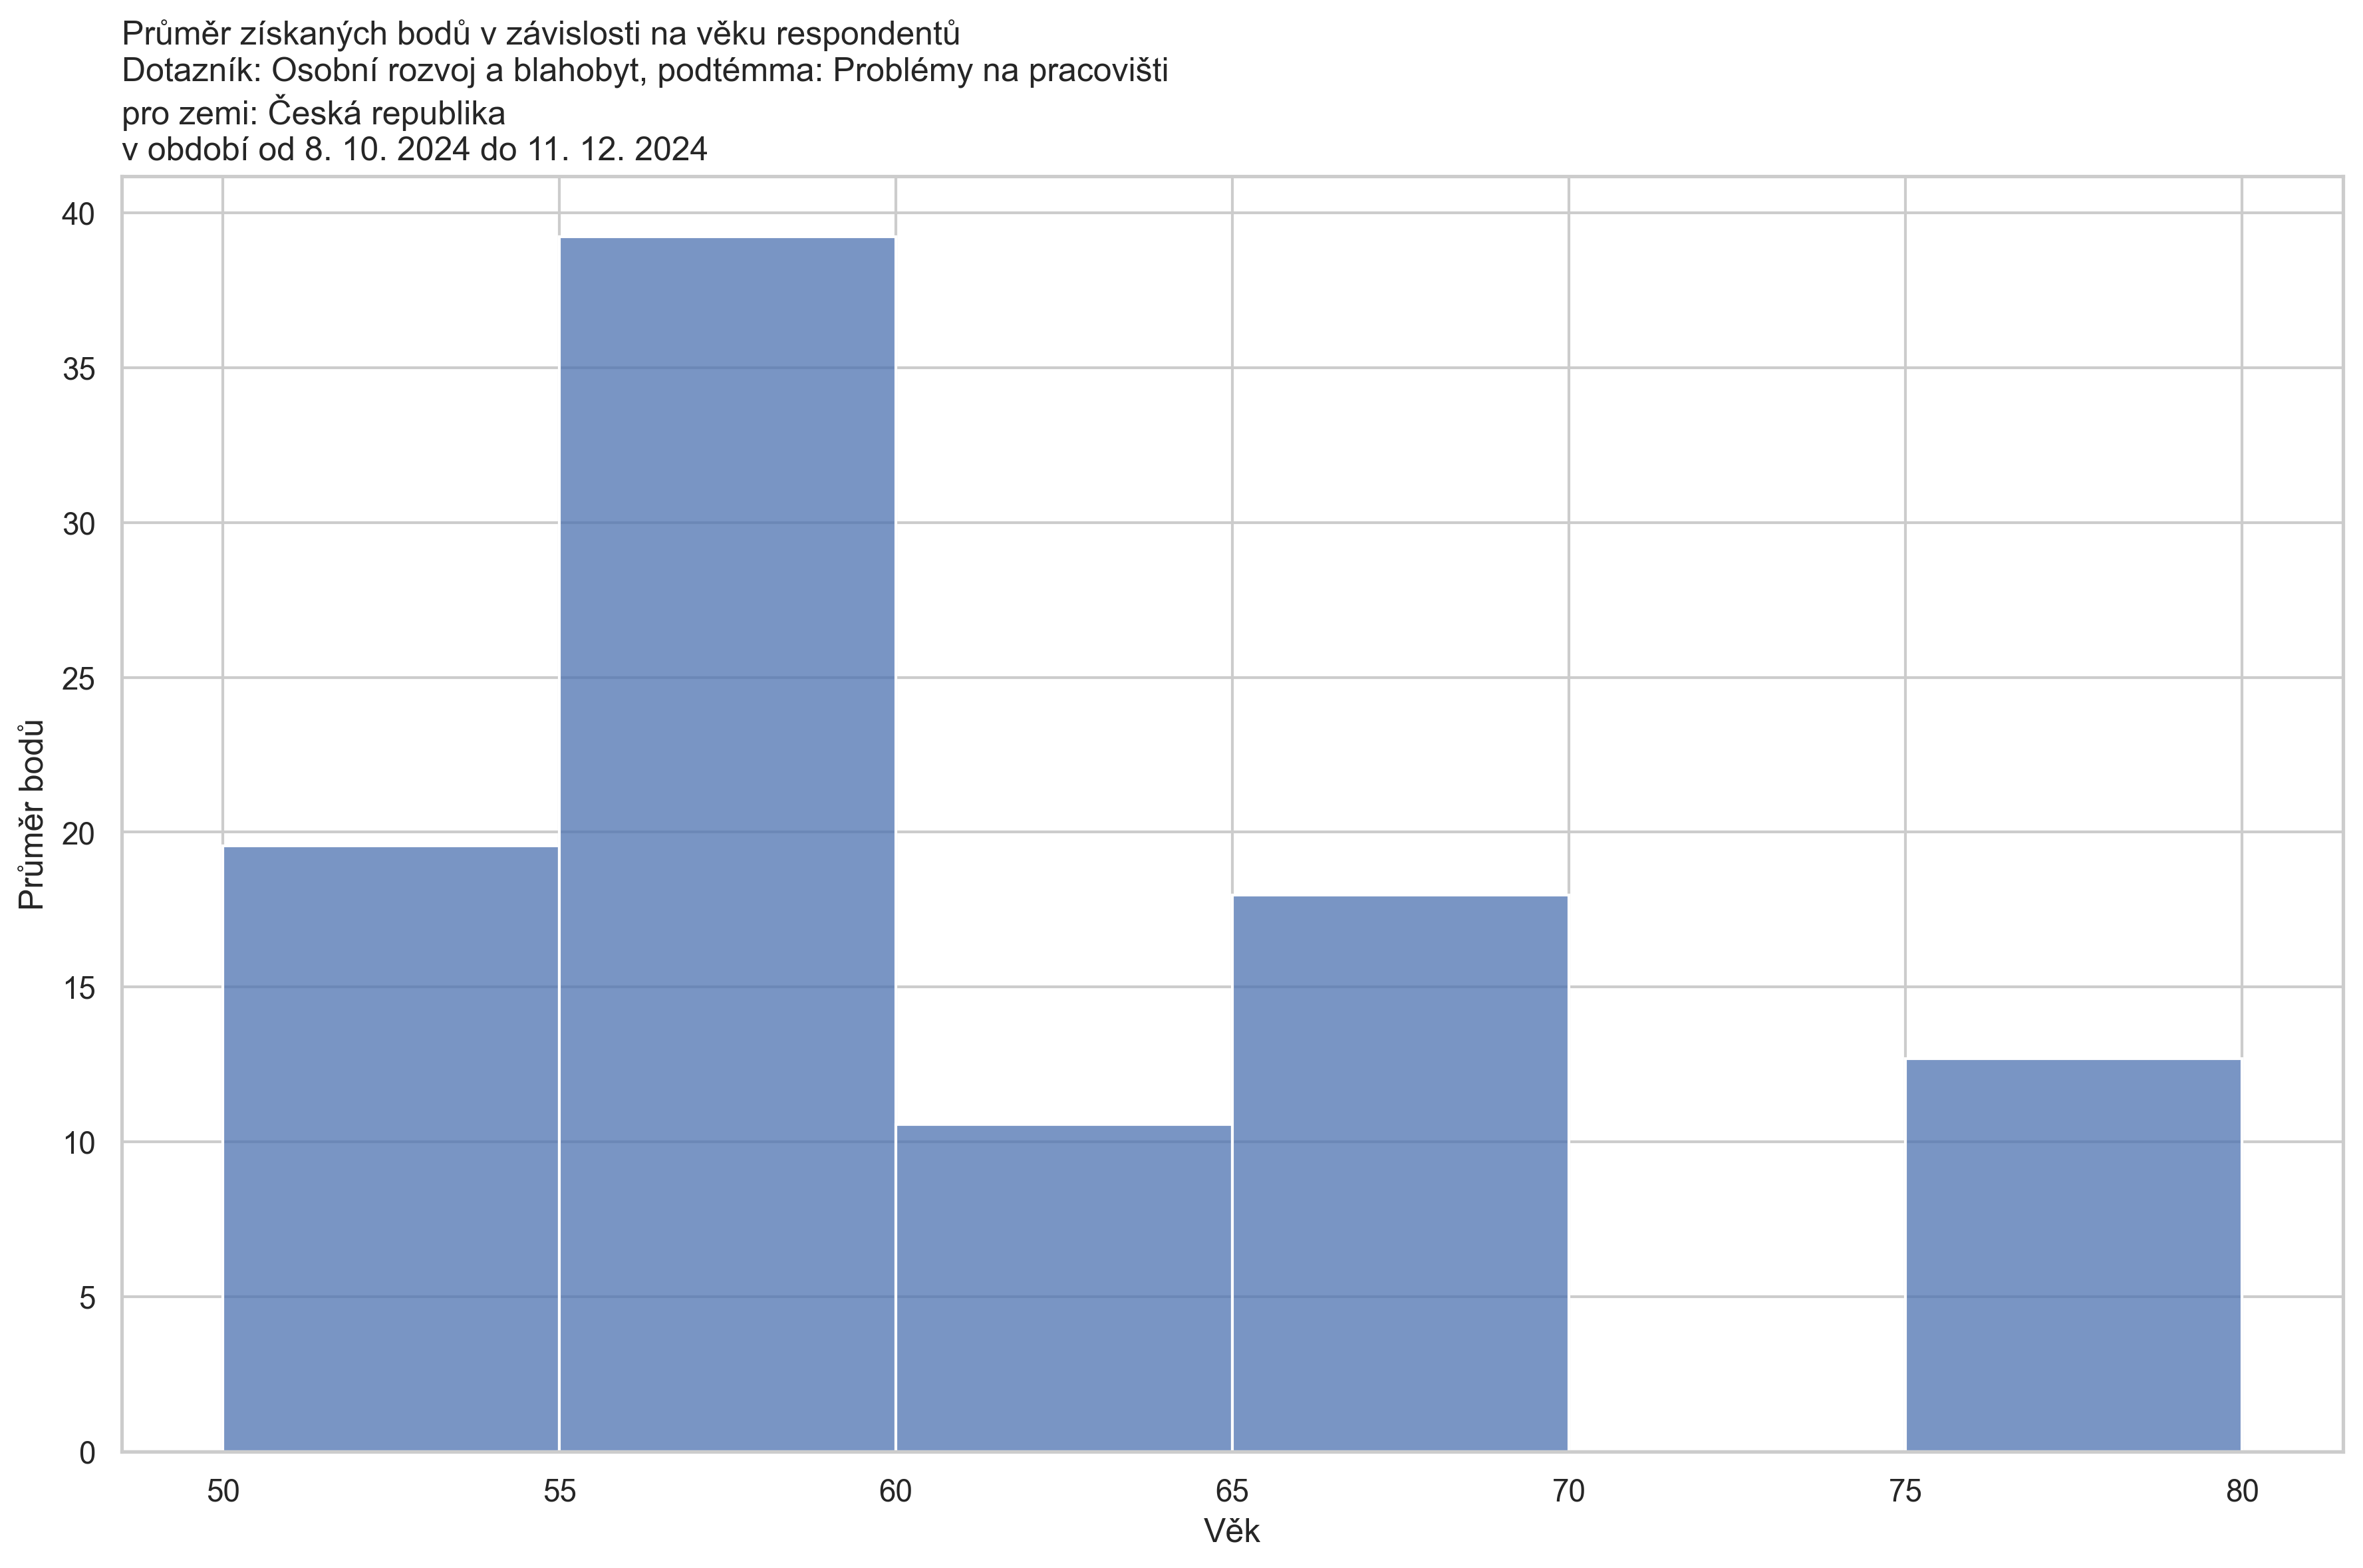 Průměr získaných bodů v závislosti na věku respondentů
Dotazník: Osobní rozvoj a blahobyt, podtémma: Problémy na pracovišti
pro zemi: Česká republika
v období od 8. 10. 2024 do 11. 12. 2024
40
35
30
25
20
15
10
5
0
Průměr bodů
50 55 60 65 70 75 80
Věk